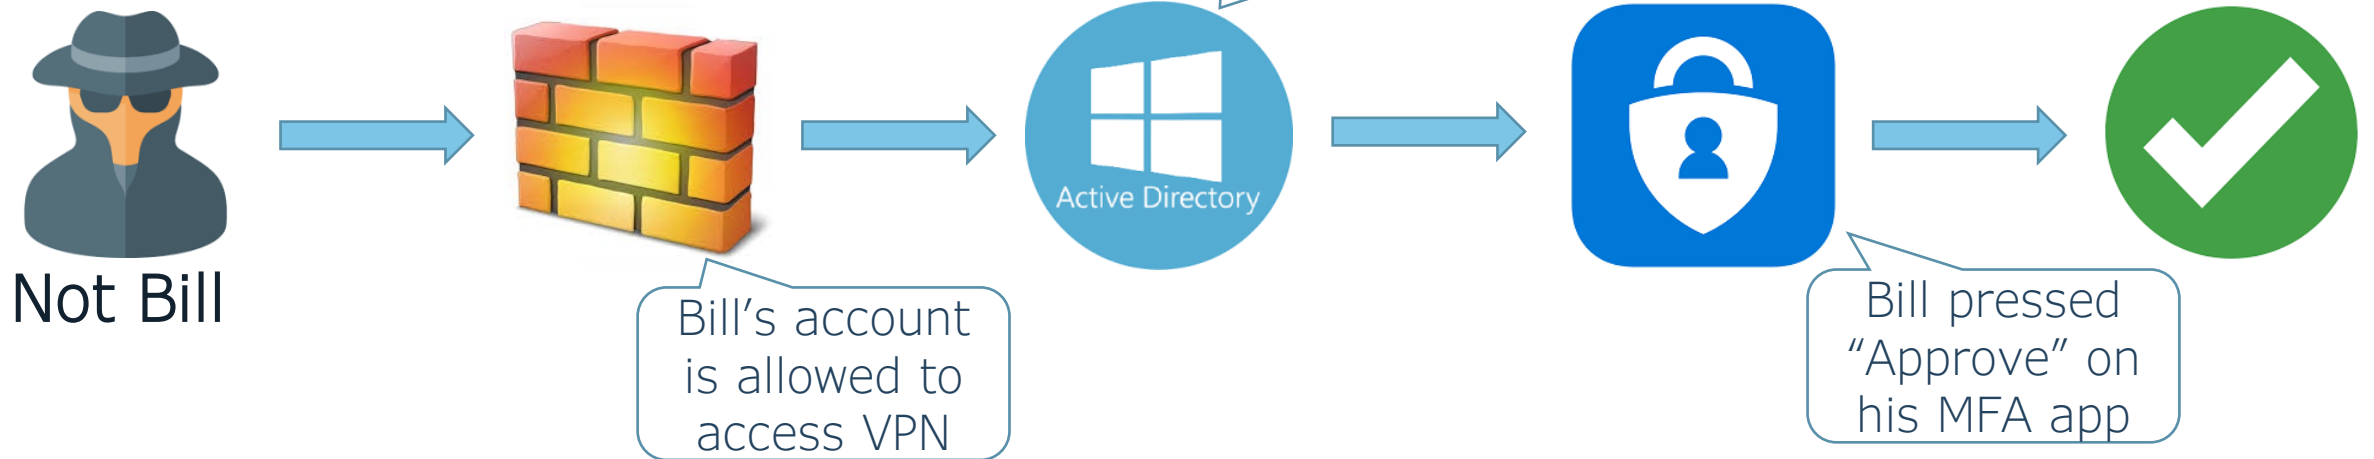 Active Directory
Not Bill
Bill’s account
is allowed to
access VPN
Bill pressed
“Approve” on
his MFA app